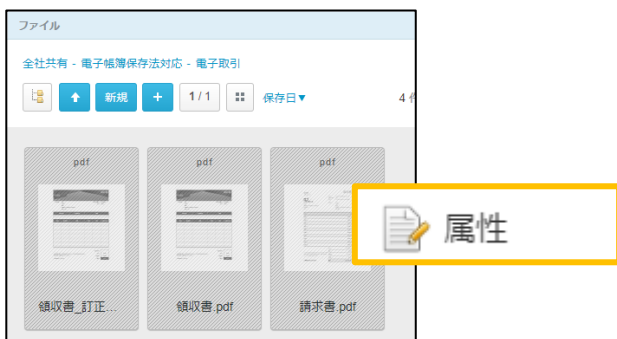 ファイル
全社共有 - 電子帳簿保存法対応 - 電子取引
新規 + 1 / 1 保存日▼ 4
pdf pdf pdf
領収書_訂正... 領収書.pdf 請求書.pdf
属性